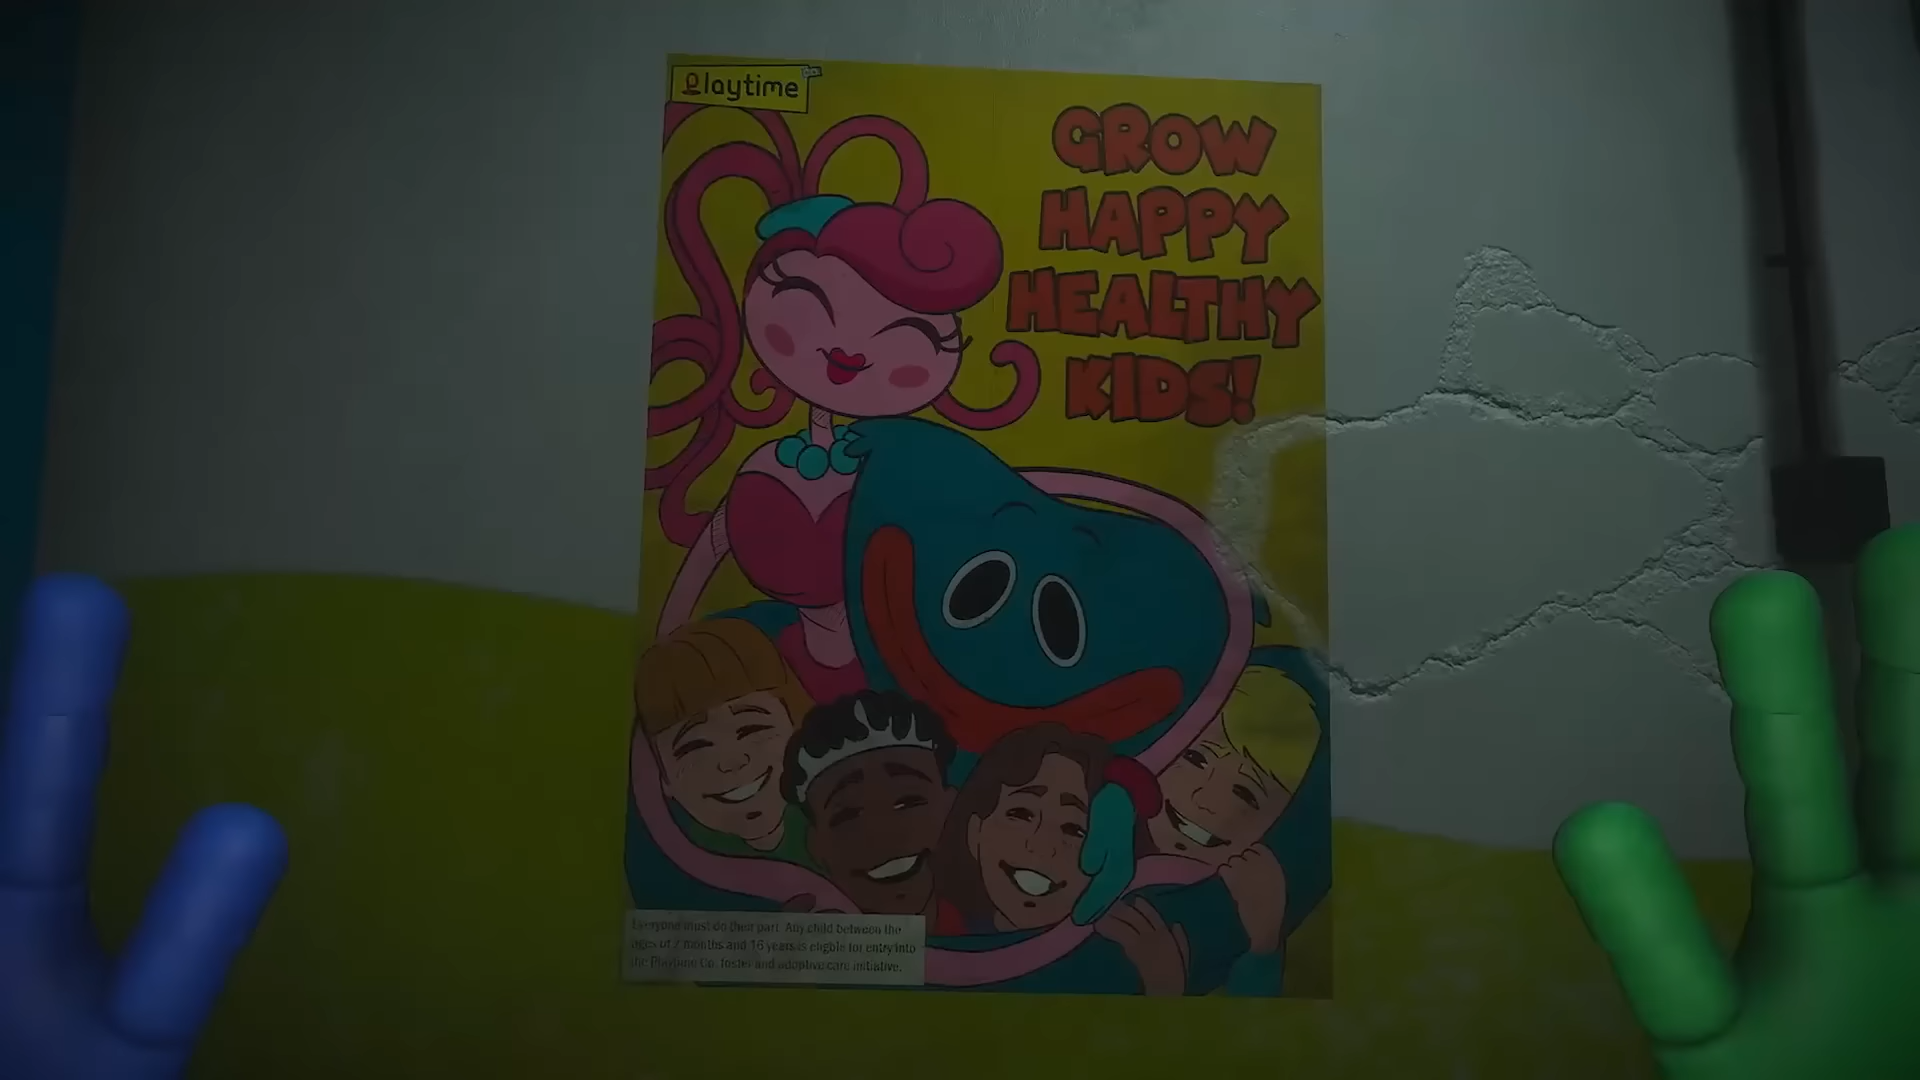 Playtime
co.
GROW
HAPPY
HEALTHY
KIDS!
Everyone must do their part. Any child between the
ages of 2 months and 16 years is eligible for entry into
the Playtime Co. foster and adoptive care initiative.